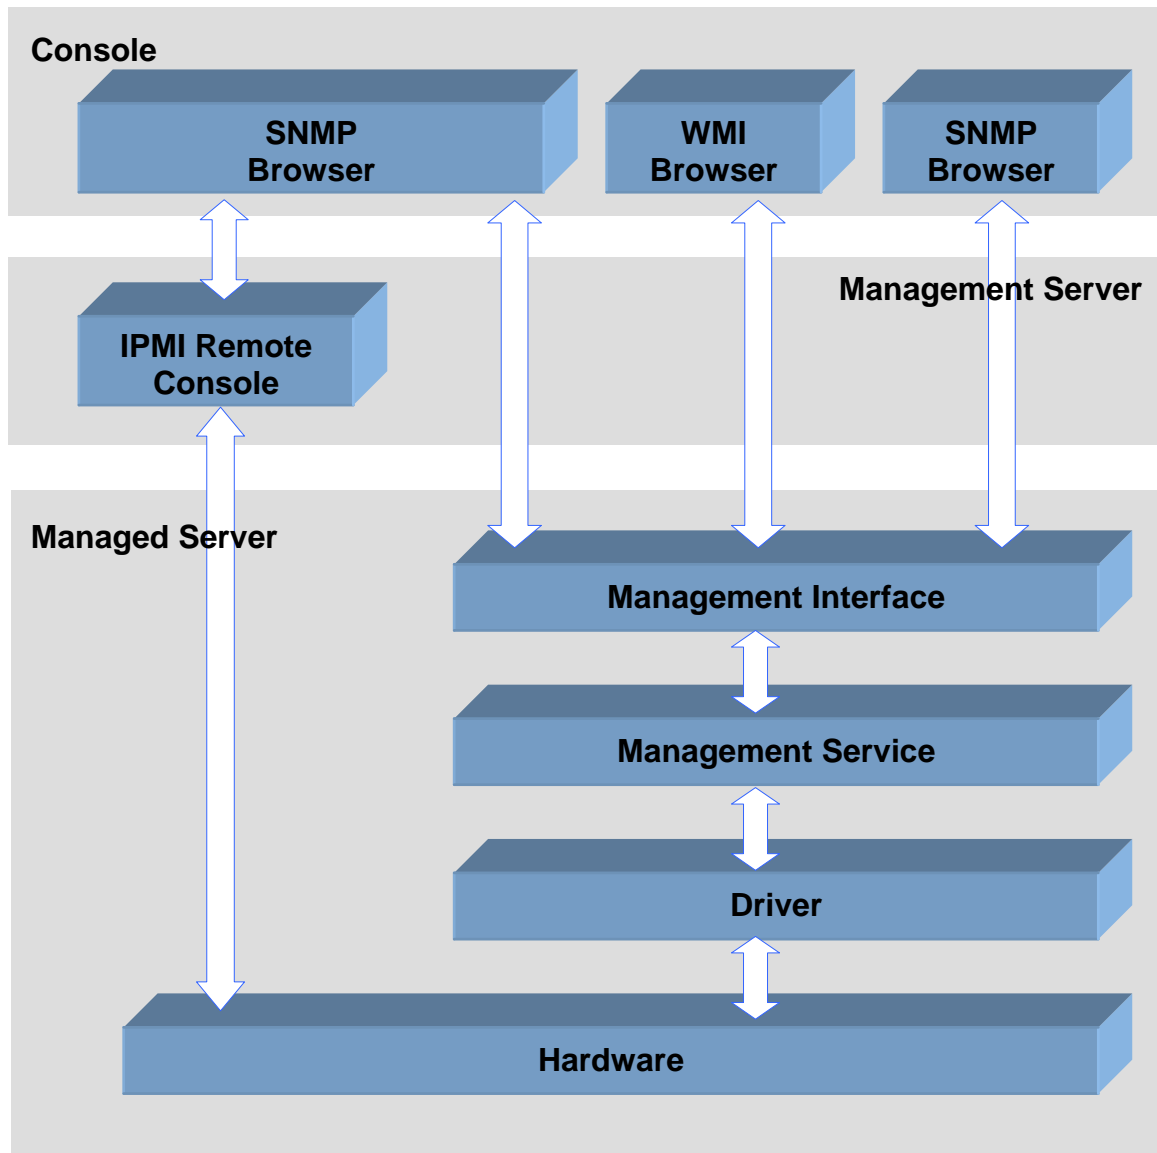 Console
SNMP
Browser
WMI
Browser
SNMP
Browser
Management Server
IPMI Remote
Console
Managed Server
Management Interface
Management Service
Driver
Hardware